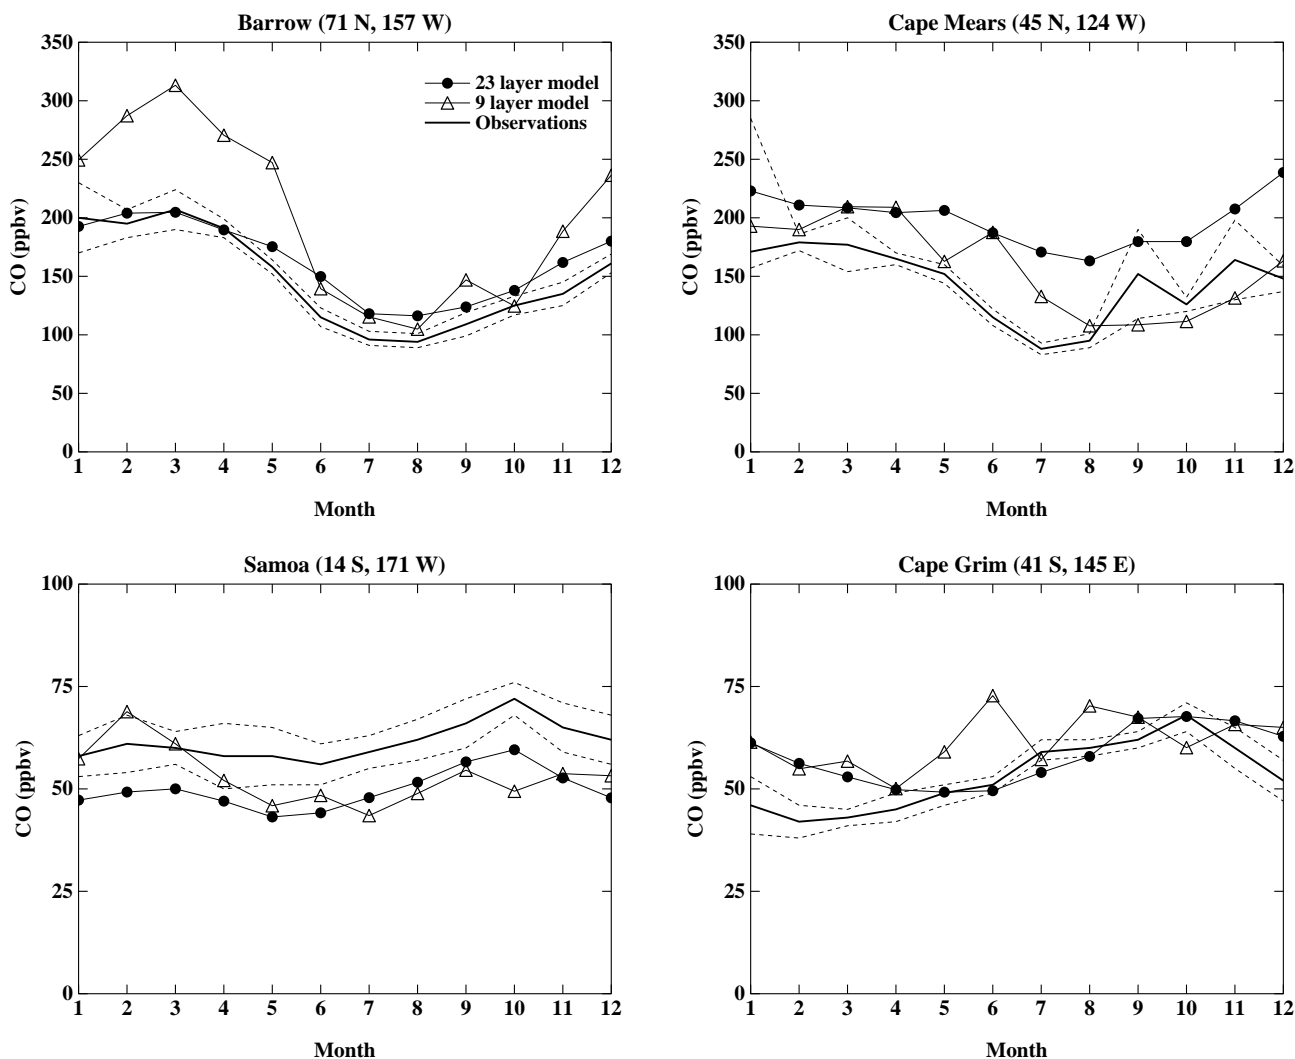 Barrow (71 N, 157 W)
350
300
250
200
150
100
50
0
CO (ppbv)
23 layer model
9 layer model
Observations
1 2 3 4 5 6 7 8 9 10 11 12
Month
Cape Mears (45 N, 124 W)
350
300
250
200
150
100
50
0
CO (ppbv)
1 2 3 4 5 6 7 8 9 10 11 12
Month
Samoa (14 S, 171 W)
100
75
50
25
0
CO (ppbv)
1 2 3 4 5 6 7 8 9 10 11 12
Month
Cape Grim (41 S, 145 E)
100
75
50
25
0
CO (ppbv)
1 2 3 4 5 6 7 8 9 10 11 12
Month